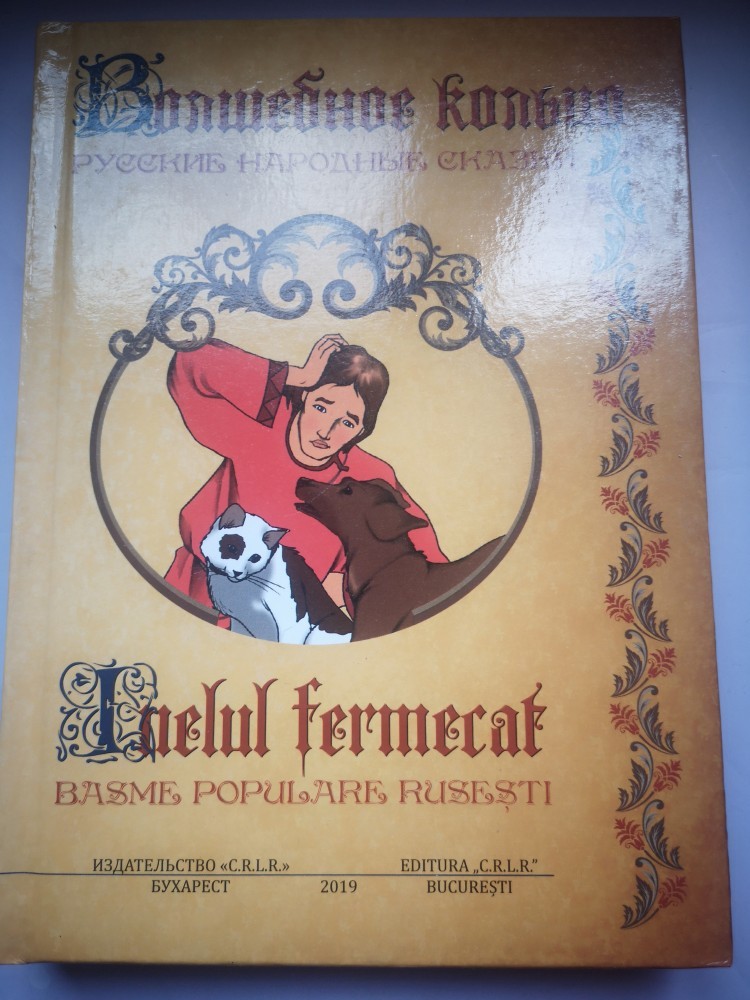 Волшебное кольцо
РУССКИЕ НАРОДНЫЕ СКАЗКИ
Inelul fermecat
BASME POPULARE RUSEȘTI
ИЗДАТЕЛЬСТВО «C.R.L.R.» EDITURA „C.R.L.R.”
БУХАРЕСТ 2019 BUCUREȘTI